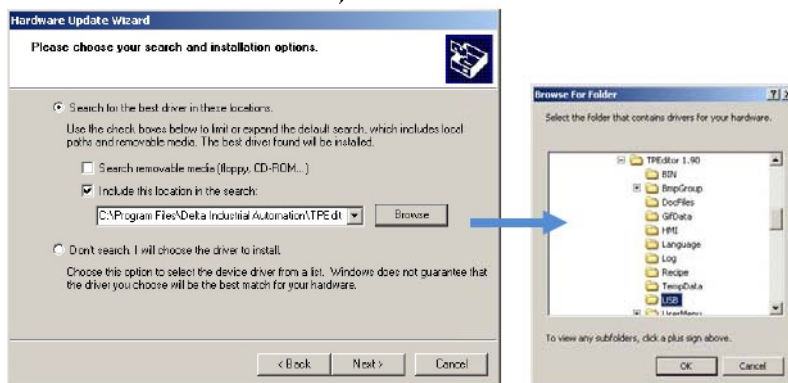 Hardware Update Wizard
Please choose your search and installation options.
Search for the best driver in these locations.
Use the check boxes below to limit or expand the default search, which includes local
paths and removable media. The best driver found will be installed.
Search removable media (floppy, CD-ROM...)
Include this location in the search:
C:\Program Files\Delta Industrial Automation\TPEdit
Browse
Don't search. I will choose the driver to install.
Choose this option to select the device driver from a list. Windows does not guarantee that
the driver you choose will be the best match for your hardware.
< Back
Next >
Cancel
Browse For Folder
Select the folder that contains drivers for your hardware.
TPEditor 1.90
BIN
BmpGroup
DocFiles
GifData
HMI
Language
Log
Recipe
TempData
USB
UserMenu
To view any subfolders, click a plus sign above.
OK
Cancel